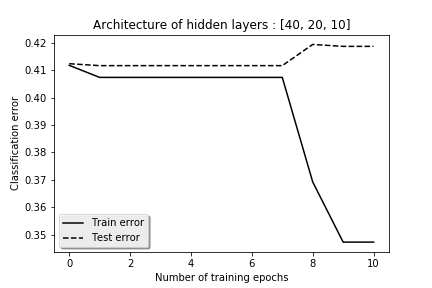 Architecture of hidden layers : [40, 20, 10]
0.42
0.41
0.40
0.39
0.38
0.37
0.36
0.35
Classification error
Train error
Test error
0 2 4 6 8 10
Number of training epochs